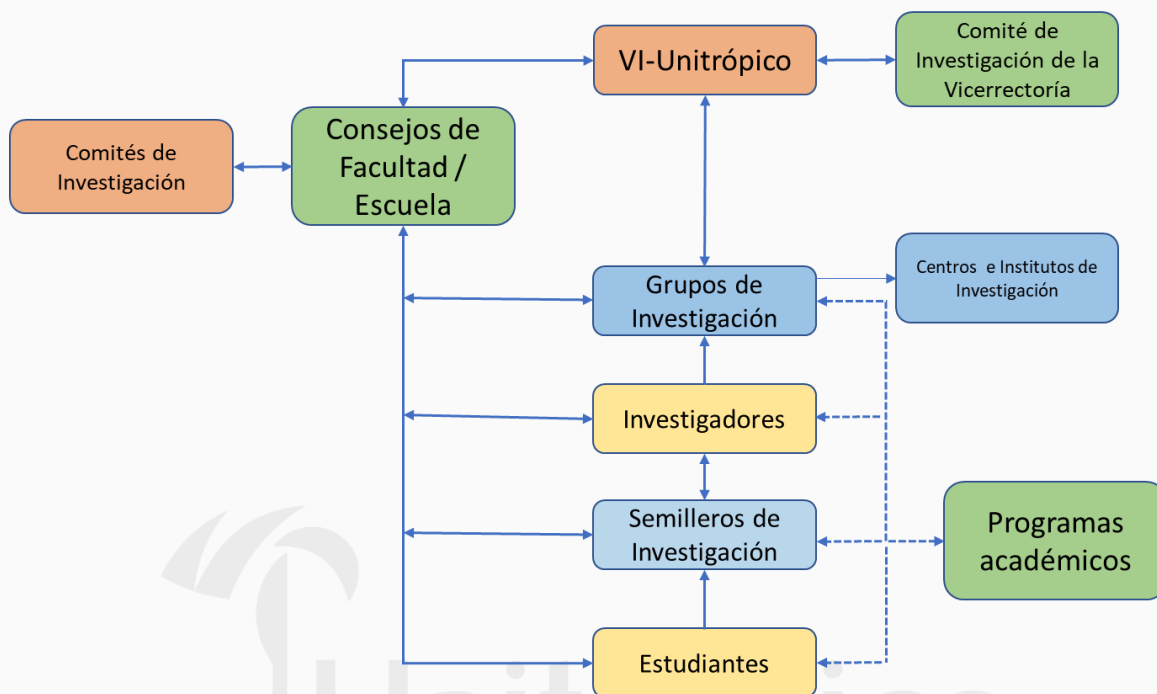 VI-Unitrópico
Comité de
Investigación de la
Vicerrectoría
Consejos de
Facultad /
Escuela
Comités de
Investigación
Grupos de
Investigación
Centros e Institutos de
Investigación
Investigadores
Semilleros de
Investigación
Programas
académicos
Estudiantes